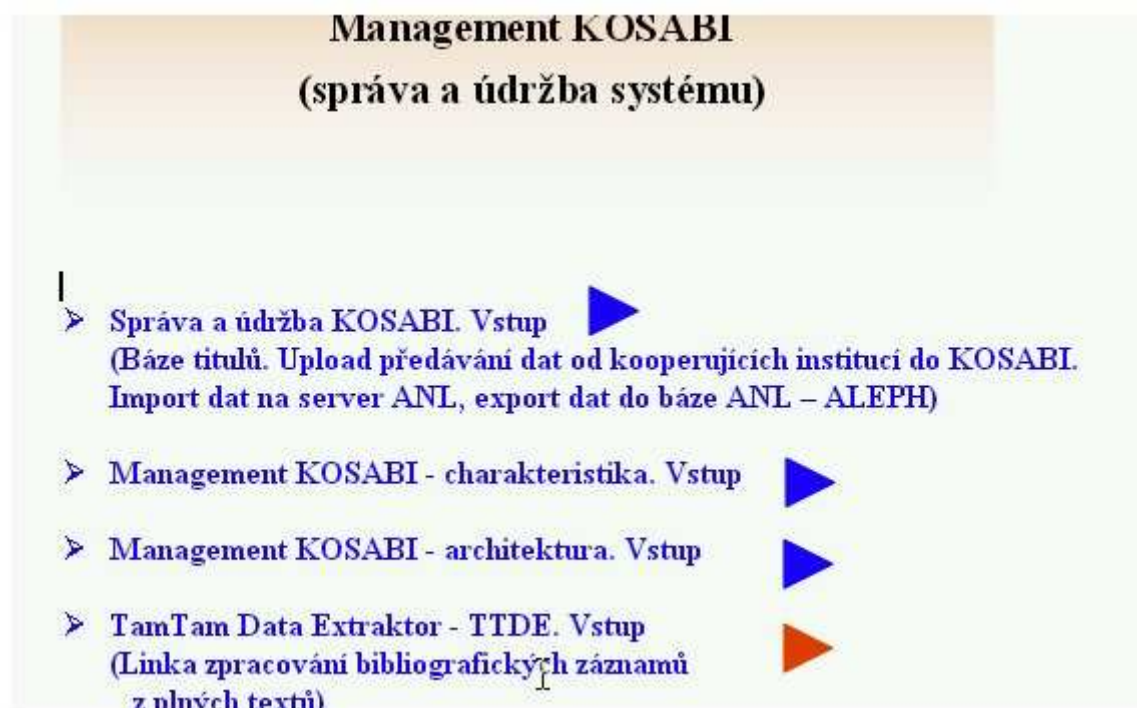 Management KOSABI
(správa a údržba systému)
Správa a údržba KOSABI. Vstup
(Báze titulů. Upload předávání dat od kooperujících institucí do KOSABI.
Import dat na server ANL, export dat do báze ANL – ALEPH)
Management KOSABI - charakteristika. Vstup
Management KOSABI - architektura. Vstup
TamTam Data Extraktor - TTDE. Vstup
(Linka zpracování bibliografických záznamů
z plných textů)